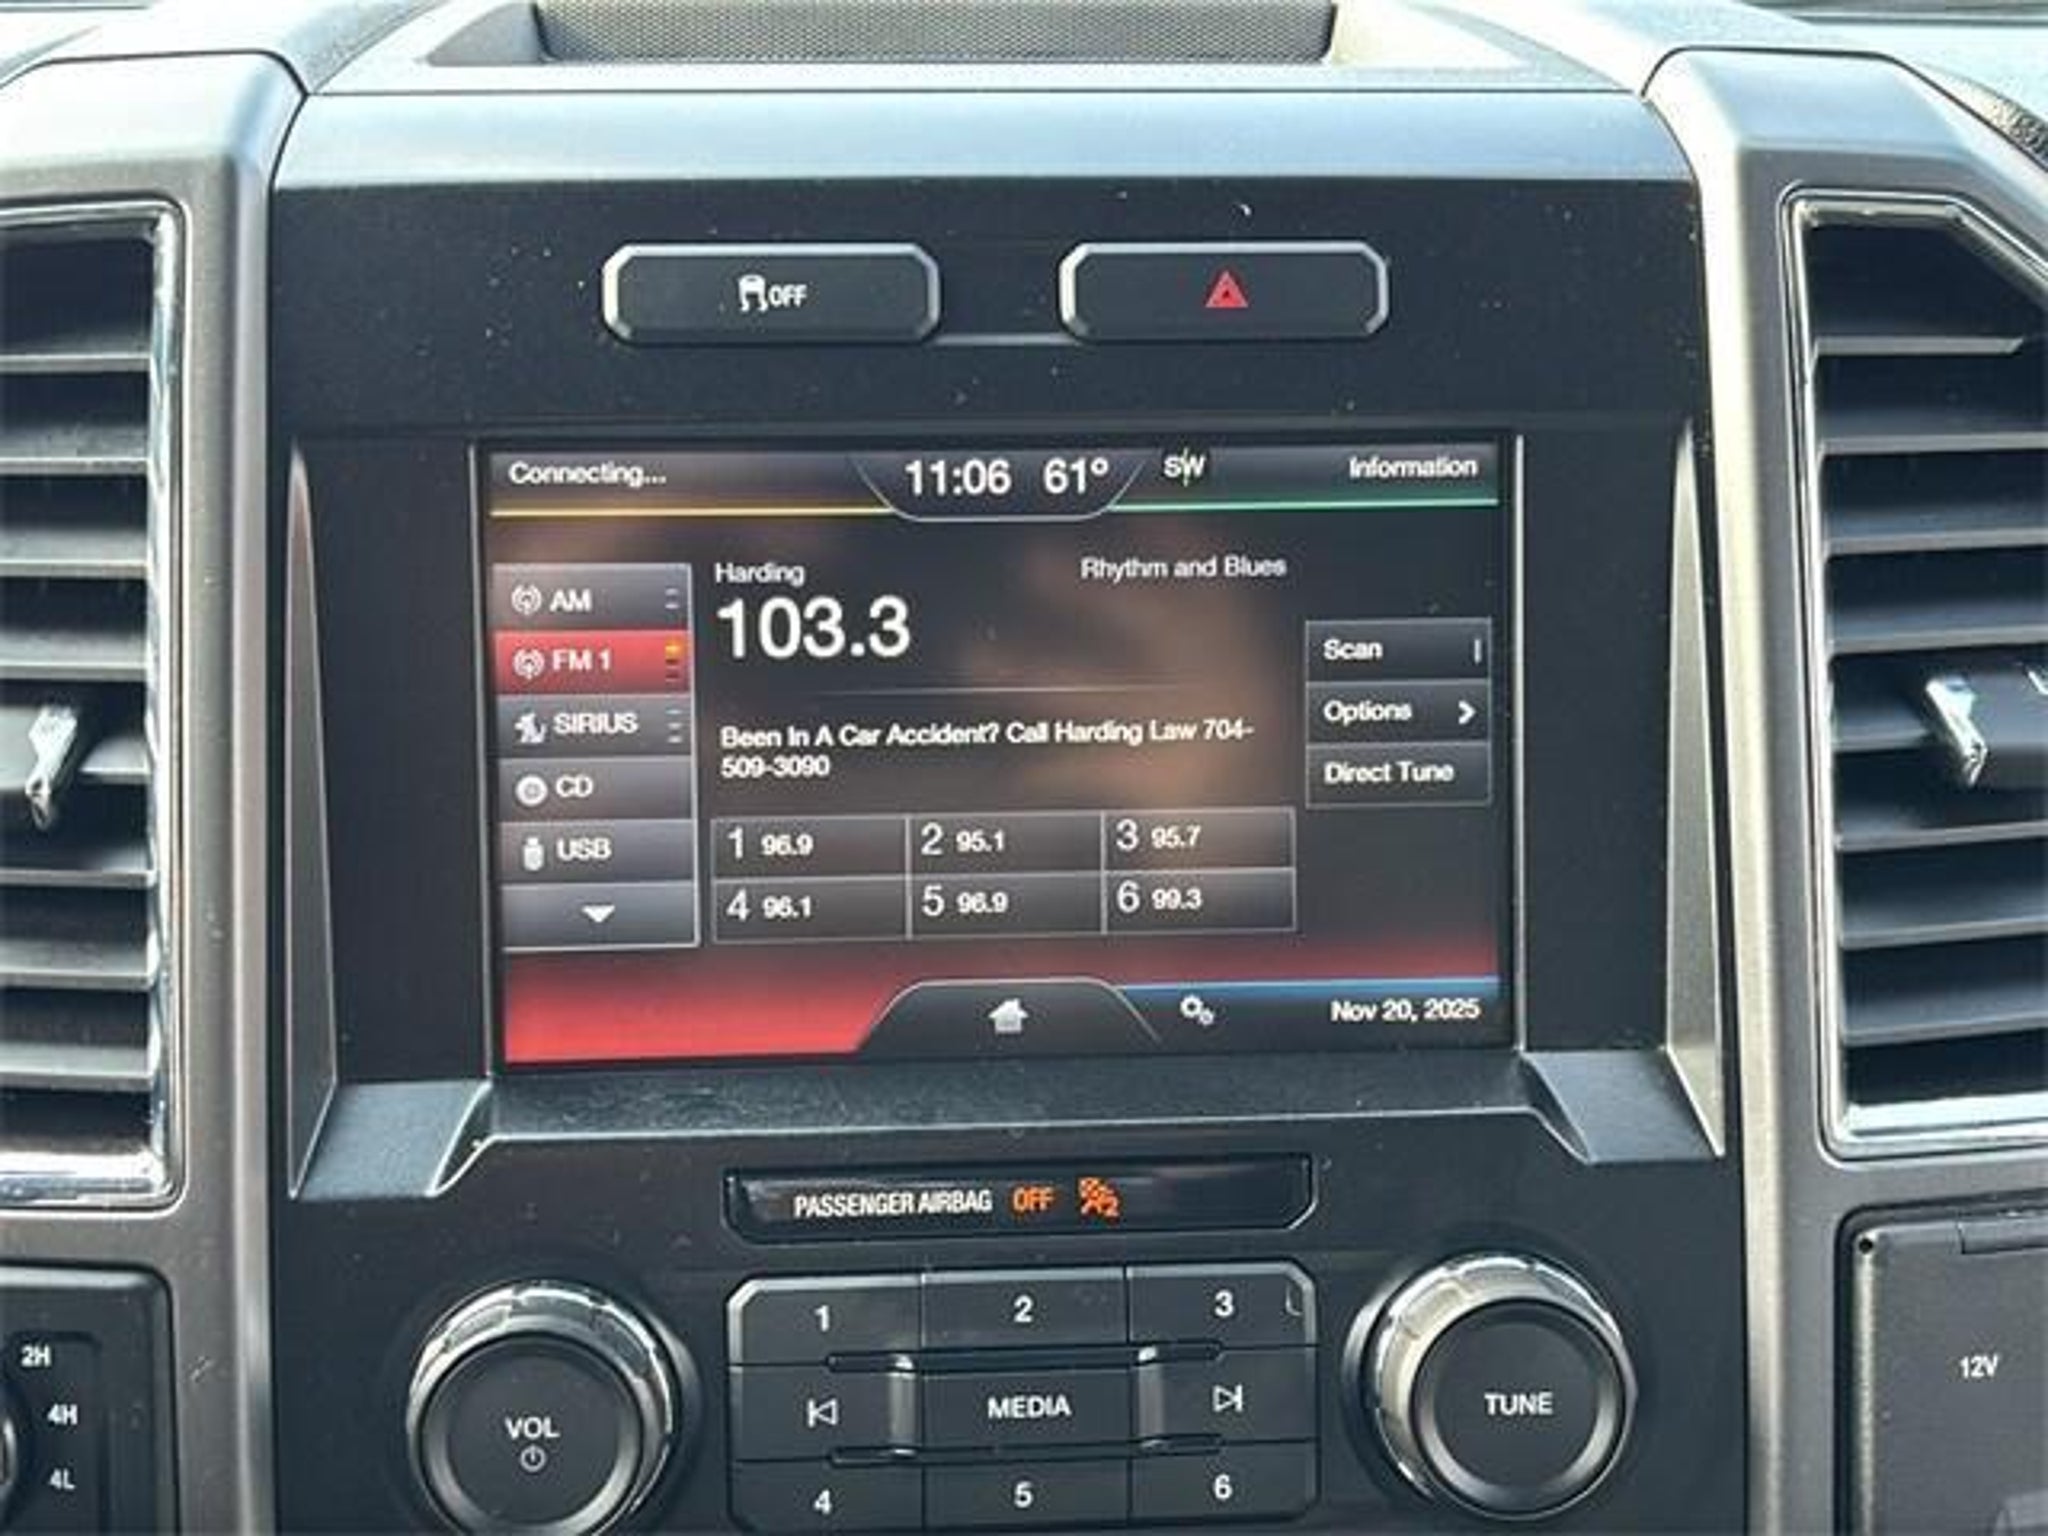 OFF
Connecting...
11:06 61°
SW
Information
Harding
Rhythm and Blues
103.3
AM
FM 1
SIRIUS
CD
USB
Been In A Car Accident? Call Harding Law 704-
509-3090
Scan
Options
Direct Tune
1 96.9
2 95.1
3 95.7
4 96.1
5 96.9
6 99.3
Nov 20, 2025
PASSENGER AIRBAG OFF
2
2H
4H
4L
VOL
1
2
3
MEDIA
4
5
6
TUNE
12V